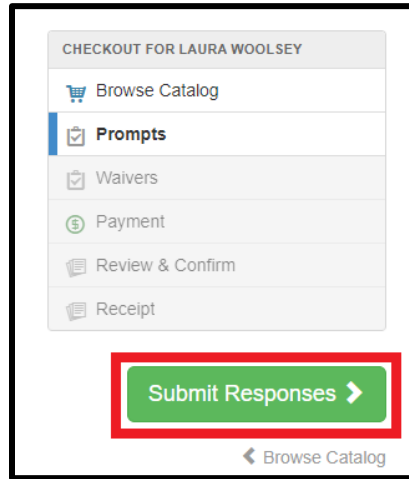 CHECKOUT FOR LAURA WOOLSEY
Browse Catalog
Prompts
Waivers
Payment
Review & Confirm
Receipt
Submit Responses
Browse Catalog